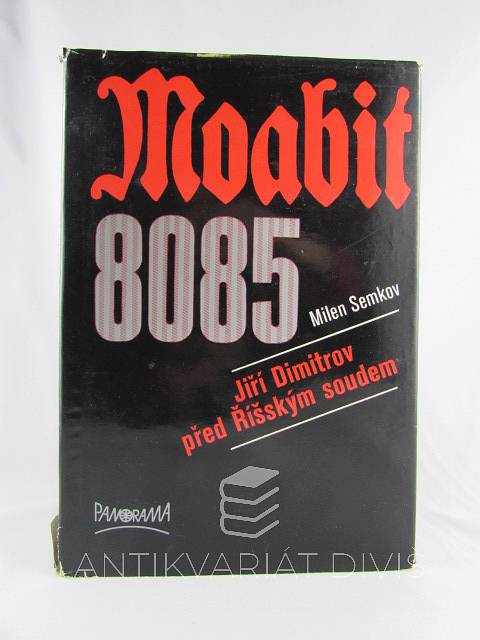 Moabit
8085
Milen Semkov
Jiří Dimitrov
před Říšským soudem
PANORAMA
ANTIKVARIÁT DIVIŠ